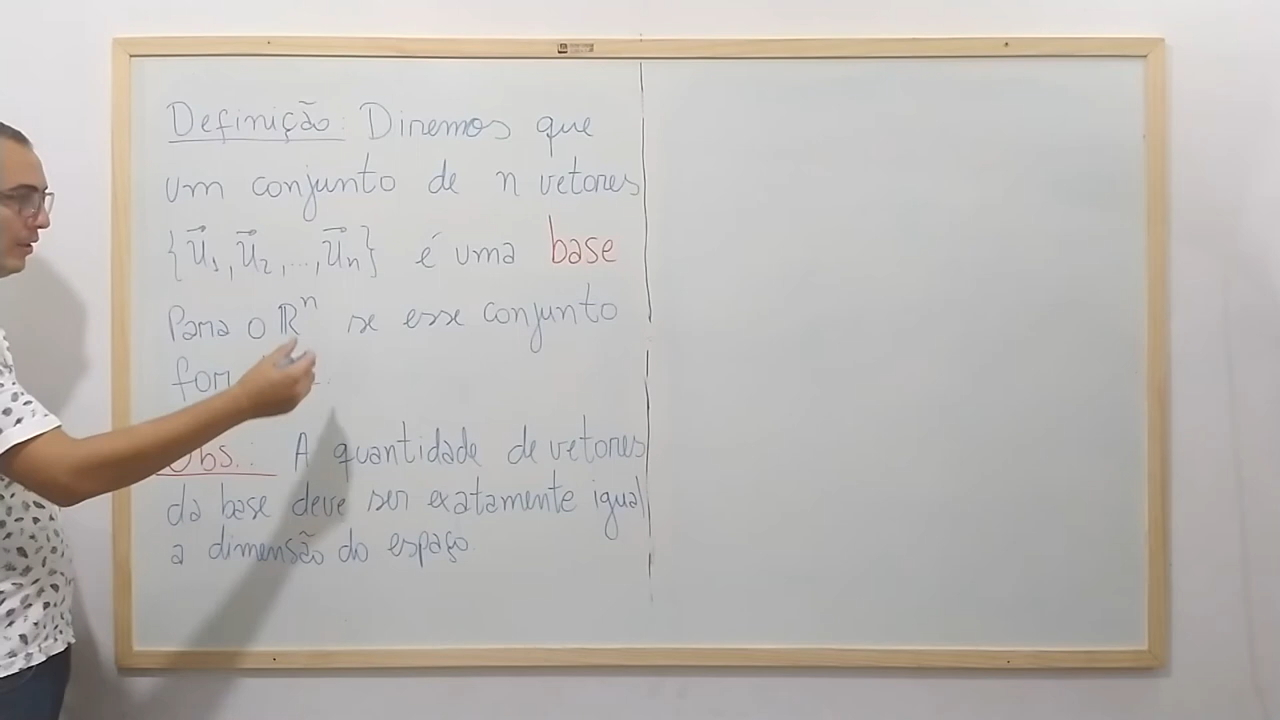 Definição: Diremos que
um conjunto de n vetores
{u⃗1, u⃗2, ..., u⃗n} é uma base
Para o ℝⁿ se esse conjunto
for
Obs.: A quantidade de vetores
da base deve ser exatamente igual
a dimensão do espaço.